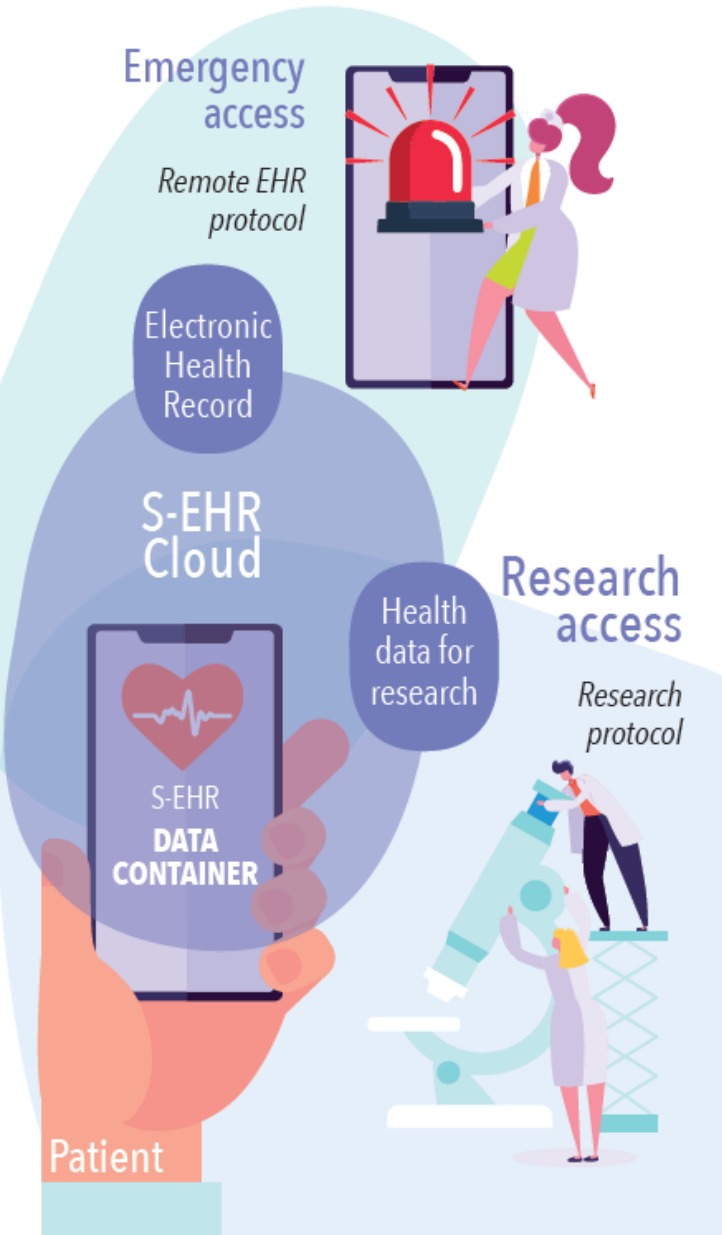 Emergency
access
Remote EHR
protocol
Electronic
Health
Record
S-EHR
Cloud
Research
access
Research
protocol
Health
data for
research
S-EHR
DATA
CONTAINER
Patient